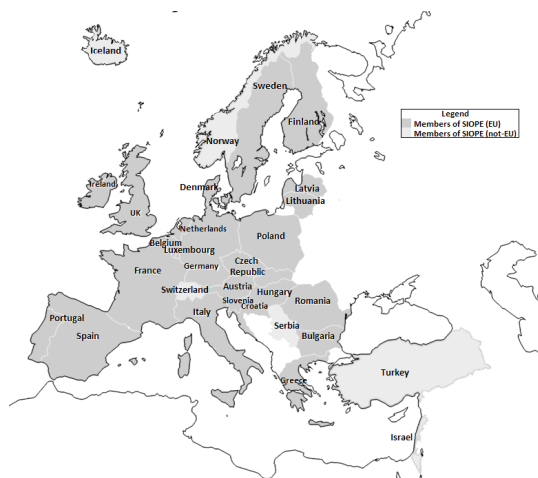 Iceland
Sweden
Finland
Norway
Legend
Members of SIOPE (EU)
Members of SIOPE (not-EU)
Ireland
UK
Denmark
Latvia
Lithuania
Netherlands
Belgium
Luxembourg
Poland
Germany
Czech
Republic
France
Switzerland
Austria
Slovenia
Hungary
Croatia
Romania
Italy
Serbia
Bulgaria
Portugal
Spain
Greece
Turkey
Israel